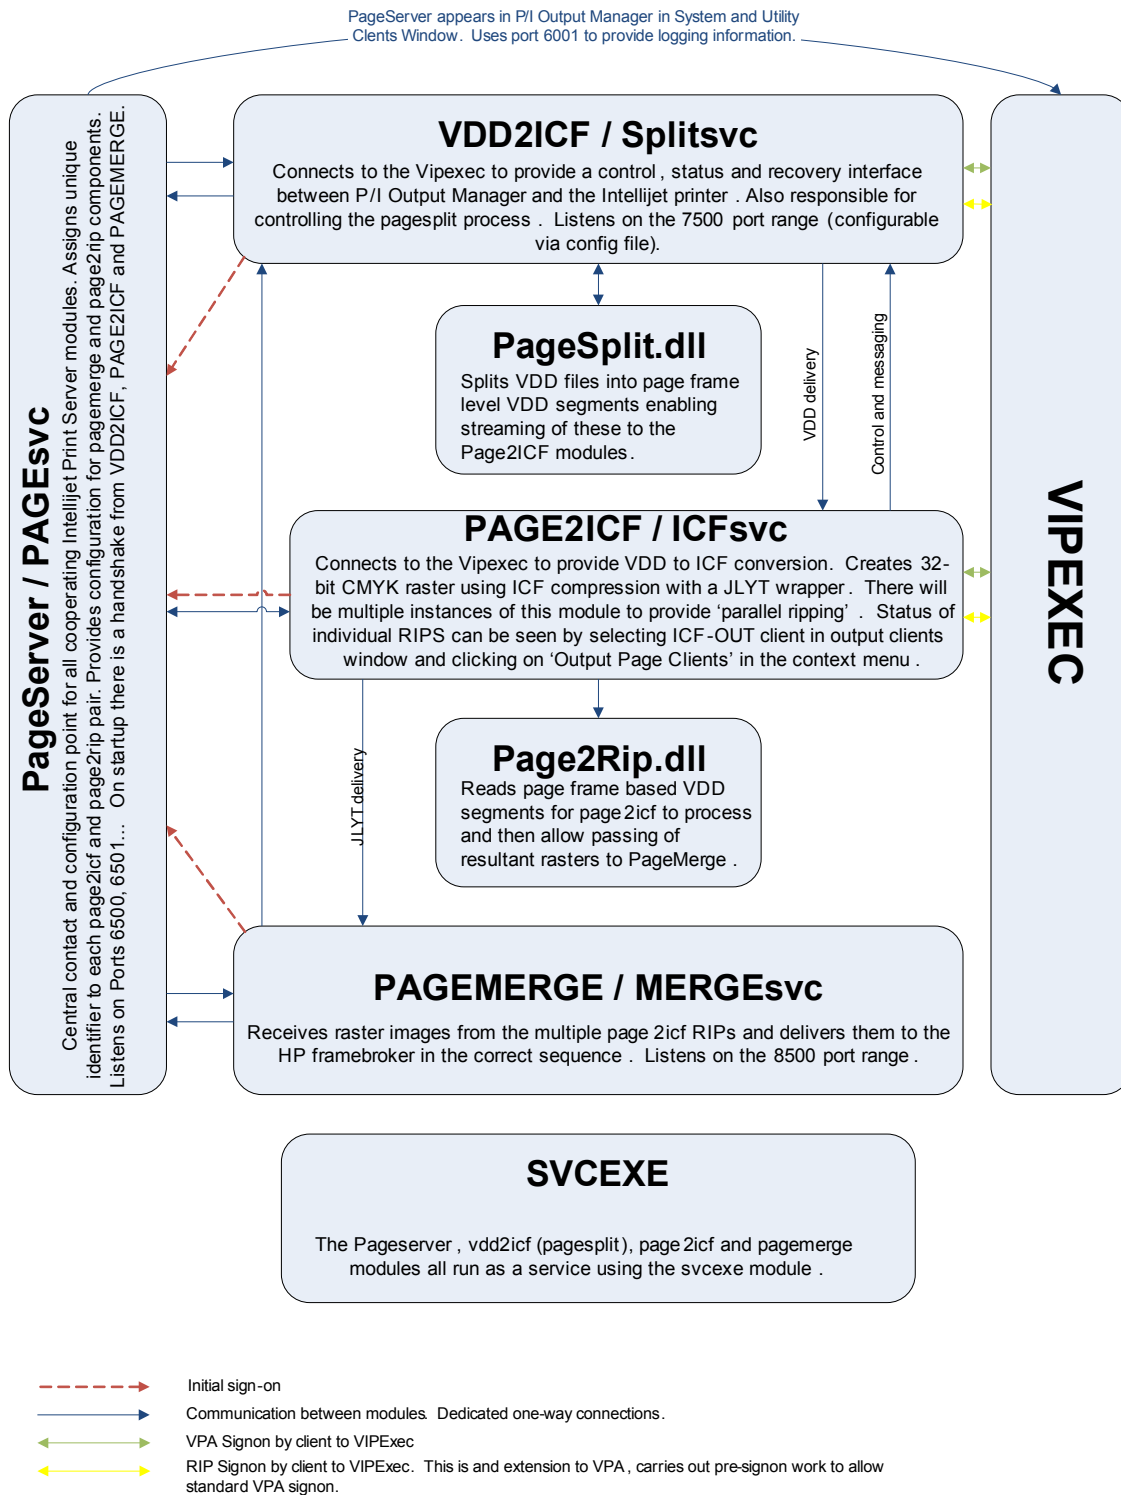 PageServer appears in P/I Output Manager in System and Utility
Clents Window. Uses port 6001 to provide logging information.
PageServer / PAGEsvc
Central contact and configuration point for all cooperating Intellijet Print Server modules. Assigns unique
identifier to each page2icf and page2rip pair. Provides configuration for pagemerge and page2rip components.
Listens on Ports 6500, 6501... On startup there is a handshake from VDD2ICF, PAGE2ICF and PAGEMERGE.
VDD2ICF / Splitsvc
Connects to the Vipexec to provide a control, status and recovery interface
between P/I Output Manager and the Intellijet printer. Also responsible for
controlling the pagesplit process. Listens on the 7500 port range (configurable
via config file).
PageSplit.dll
Splits VDD files into page frame
level VDD segments enabling
streaming of these to the
Page2ICF modules.
VDD delivery
Control and messaging
VIPEXEC
PAGE2ICF / ICFsvc
Connects to the Vipexec to provide VDD to ICF conversion. Creates 32-
bit CMYK raster using ICF compression with a JLYT wrapper. There will
be multiple instances of this module to provide ‘parallel ripping’. Status of
individual RIPS can be seen by selecting ICF-OUT client in output clients
window and clicking on ‘Output Page Clients’ in the context menu.
JLYT delivery
Page2Rip.dll
Reads page frame based VDD
segments for page2icf to process
and then allow passing of
resultant rasters to PageMerge.
PAGEMERGE / MERGEsvc
Receives raster images from the multiple page2icf RIPs and delivers them to the
HP framebroker in the correct sequence. Listens on the 8500 port range.
SVCEXE
The Pageserver, vdd2icf (pagesplit), page2icf and pagemerge
modules all run as a service using the svcexe module.
Initial sign-on
Communication between modules. Dedicated one-way connections.
VPA Signon by client to VIPExec
RIP Signon by client to VIPExec. This is and extension to VPA, carries out pre-signon work to allow
standard VPA signon.